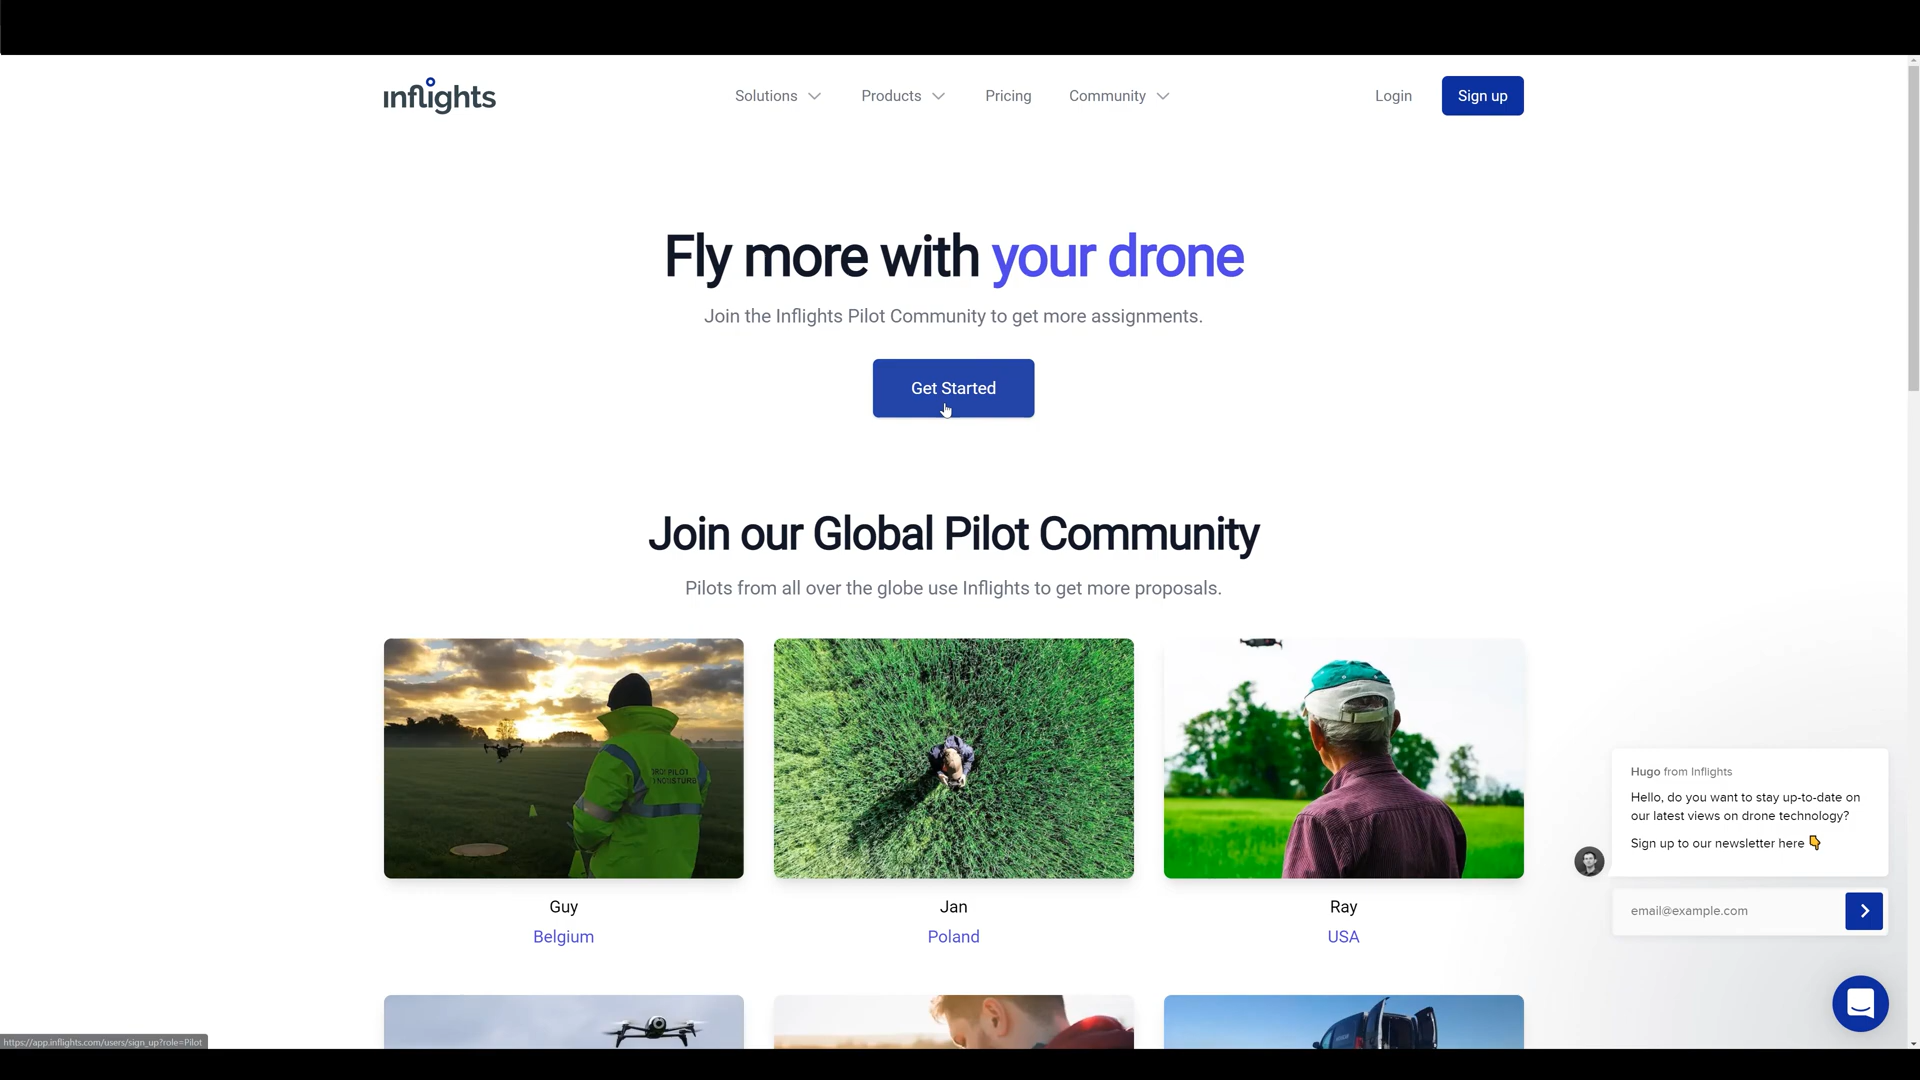 inflights
Solutions
Products
Pricing
Community
Login
Sign up
Fly more with your drone
Join the Inflights Pilot Community to get more assignments.
Get Started
Join our Global Pilot Community
Pilots from all over the globe use Inflights to get more proposals.
Guy
Belgium
Jan
Poland
Ray
USA
Hugo from Inflights
Hello, do you want to stay up-to-date on
our latest views on drone technology?
Sign up to our newsletter here 👇
email@example.com
https://app.inflights.com/users/sign_up?role=Pilot